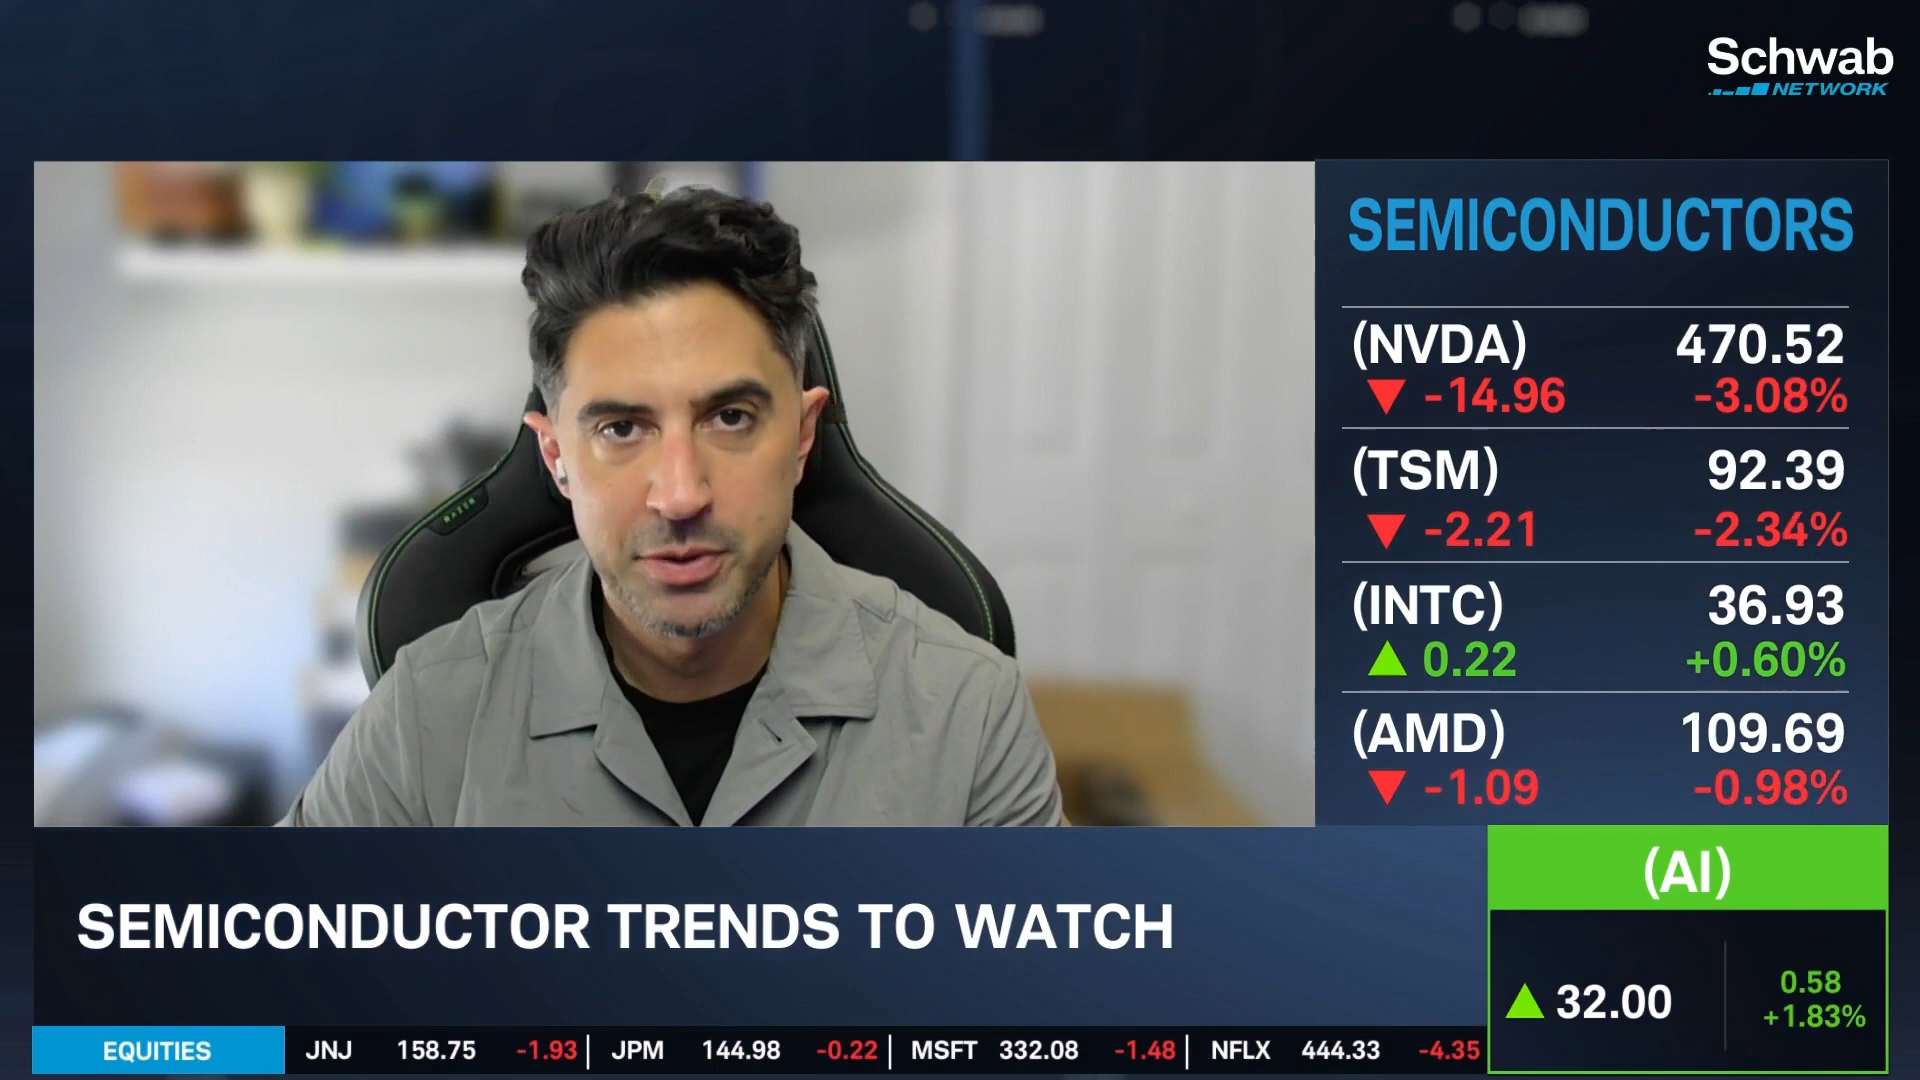 Schwab
NETWORK
RAZER
SEMICONDUCTORS
(NVDA) 470.52
▼ -14.96 -3.08%
(TSM) 92.39
▼ -2.21 -2.34%
(INTC) 36.93
▲ 0.22 +0.60%
(AMD) 109.69
▼ -1.09 -0.98%
SEMICONDUCTOR TRENDS TO WATCH
(AI)
▲ 32.00
0.58
+1.83%
EQUITIES JNJ 158.75 -1.93 | JPM 144.98 -0.22 | MSFT 332.08 -1.48 | NFLX 444.33 -4.35